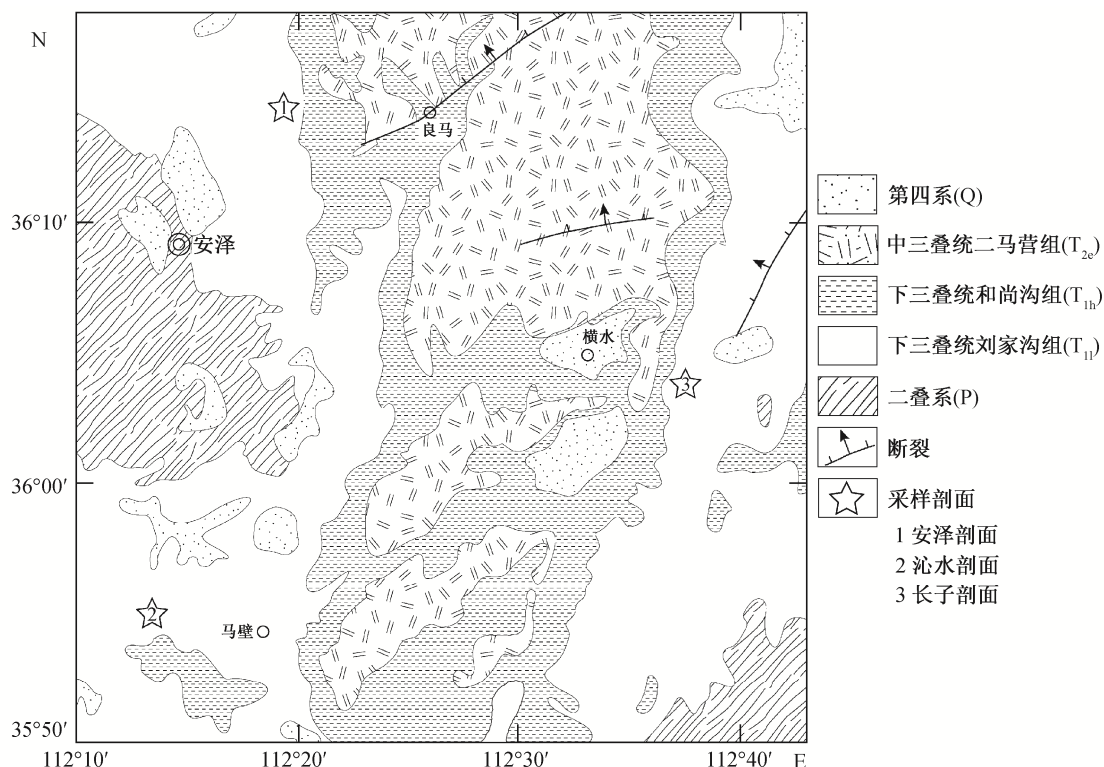 N
36°10′
36°00′
35°50′
112°10′
112°20′
112°30′
112°40′
E
1
良马
安泽
横水
3
2
马壁
第四系(Q)
中三叠统二马营组(T2e)
下三叠统和尚沟组(T1h)
下三叠统刘家沟组(T1l)
二叠系(P)
断裂
采样剖面
1 安泽剖面
2 沁水剖面
3 长子剖面